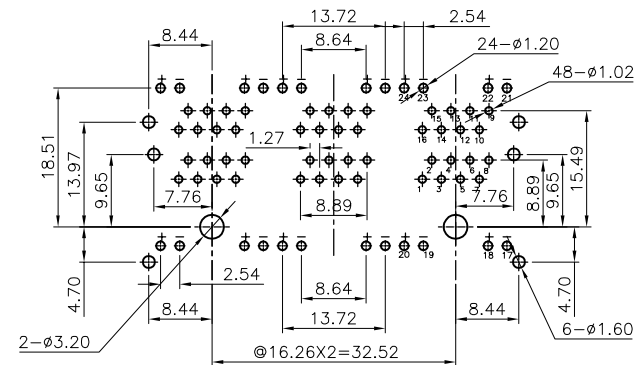 13.72
2.54
8.44
8.64
24-ø1.20
+ - + - + - + - + -
24 23 22 21
48-ø1.02
15 13 11 9
16 14 12 10
18.51
13.97
9.65
1.27
15.49
8.89
9.65
2 4 6 8
1 3 5 7
7.76
8.89
7.76
+ - + - + - + - + -
20 19 18 17
4.70
2.54
8.64
4.70
8.44
13.72
8.44
2-ø3.20
6-ø1.60
@16.26X2=32.52